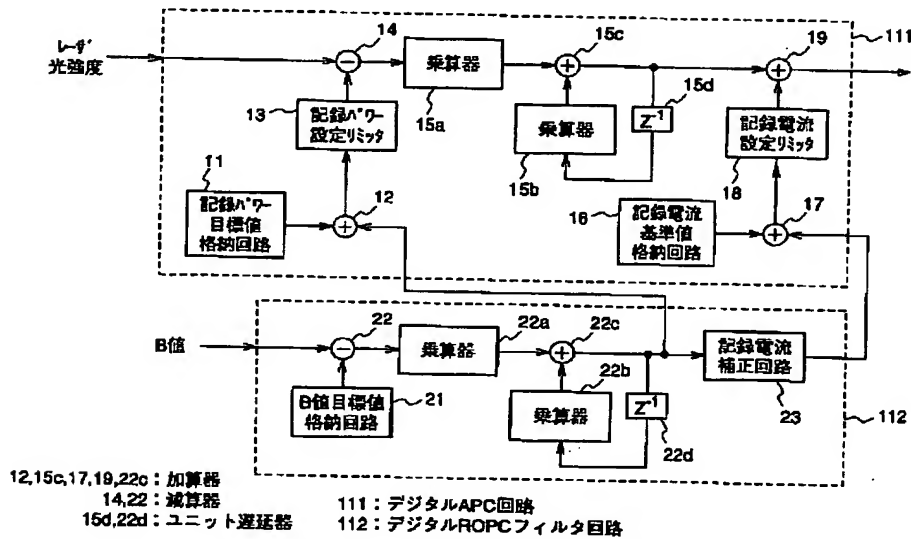 14
15c
19
111
レーザ
光強度
乗算器
15a
13
記録パワー
設定リミッタ
乗算器
15b
15d
Z⁻¹
記録電流
設定リミッタ
18
11
記録パワー
目標値
格納回路
12
16
記録電流
基準値
格納回路
17
B値
22
乗算器
22a
22c
記録電流
補正回路
23
B値目標値
格納回路
21
乗算器
22b
Z⁻¹
22d
112
12,15c,17,19,22c：加算器
14,22：減算器
15d,22d：ユニット遅延器
111：デジタルAPC回路
112：デジタルROPCフィルタ回路